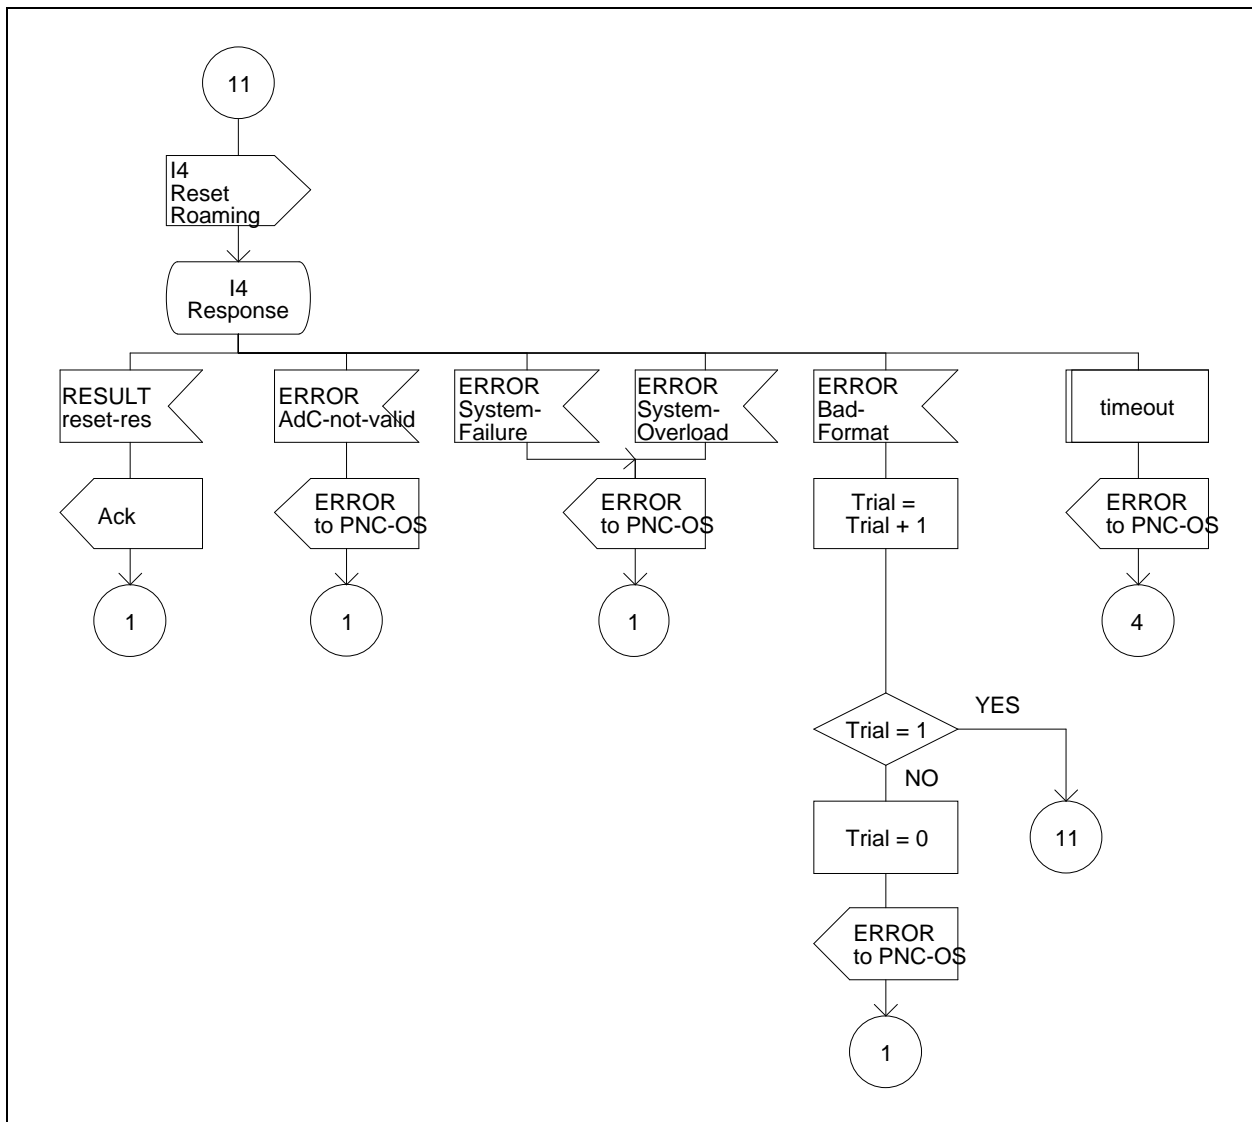 11
I4
Reset
Roaming
I4
Response
RESULT
reset-res
ERROR
AdC-not-valid
ERROR
System-
Failure
ERROR
System-
Overload
ERROR
Bad-
Format
timeout
Ack
ERROR
to PNC-OS
ERROR
to PNC-OS
Trial =
Trial + 1
ERROR
to PNC-OS
1
1
1
4
Trial = 1
YES
NO
Trial = 0
11
ERROR
to PNC-OS
1